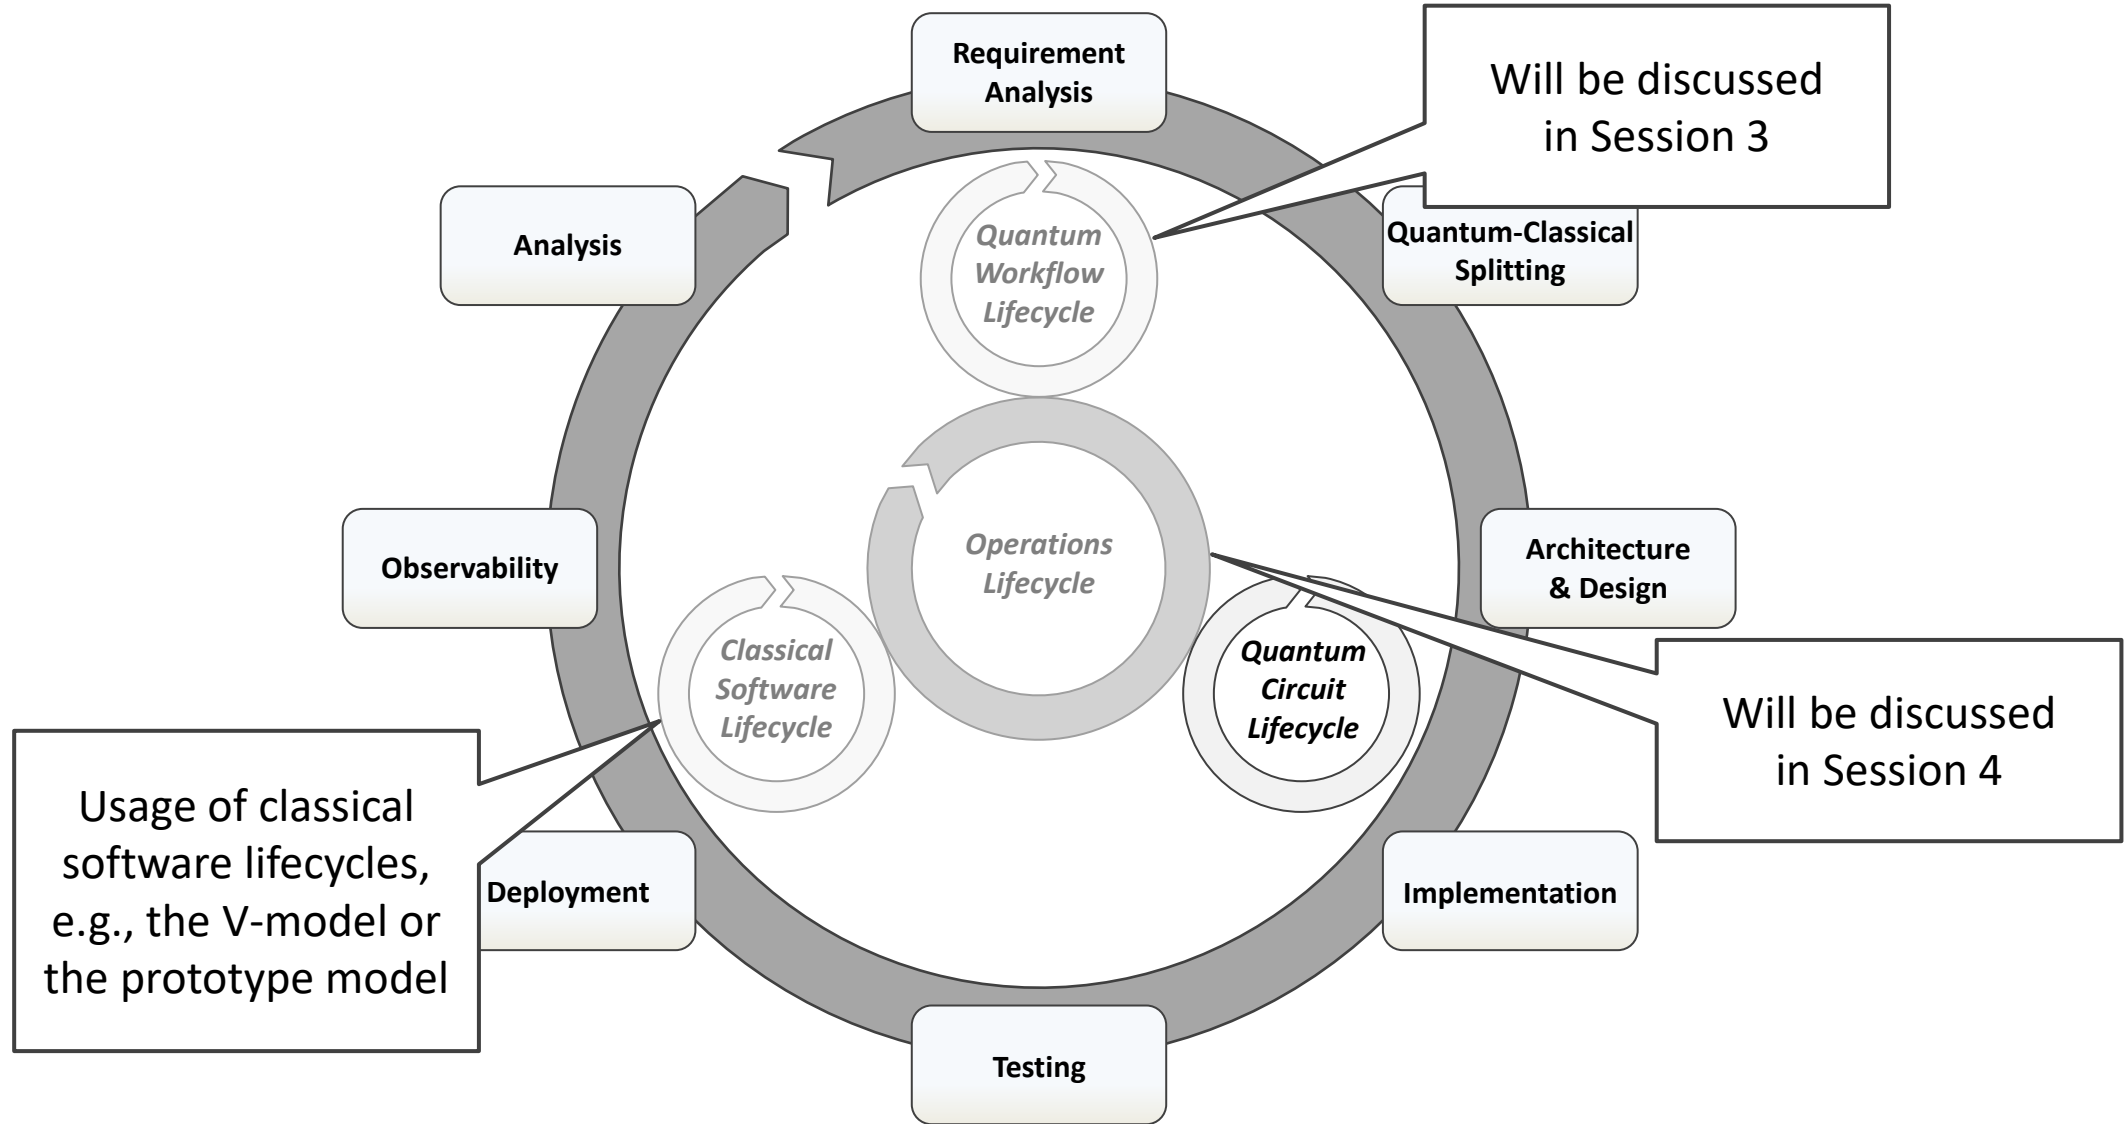 Requirement
Analysis
Will be discussed
in Session 3
Analysis
Quantum
Workflow
Lifecycle
Quantum-Classical
Splitting
Observability
Operations
Lifecycle
Architecture
& Design
Classical
Software
Lifecycle
Quantum
Circuit
Lifecycle
Will be discussed
in Session 4
Usage of classical
software lifecycles,
e.g., the V-model or
the prototype model
Deployment
Implementation
Testing